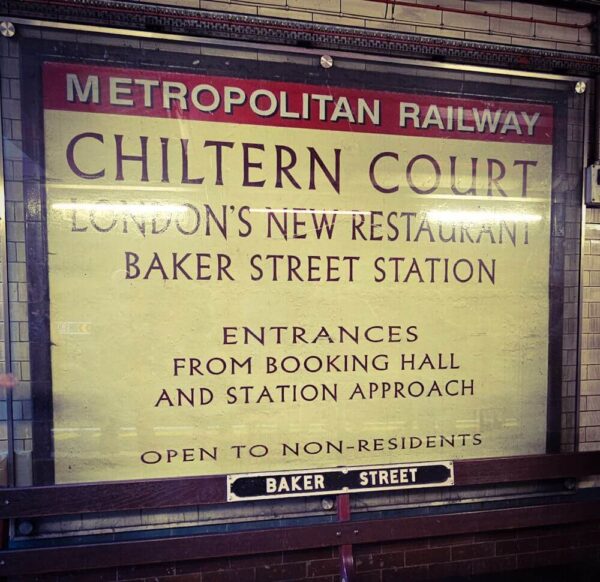 METROPOLITAN RAILWAY
CHILTERN COURT
LONDON'S NEW RESTAURANT
BAKER STREET STATION
ENTRANCES
FROM BOOKING HALL
AND STATION APPROACH
OPEN TO NON-RESIDENTS
BAKER STREET